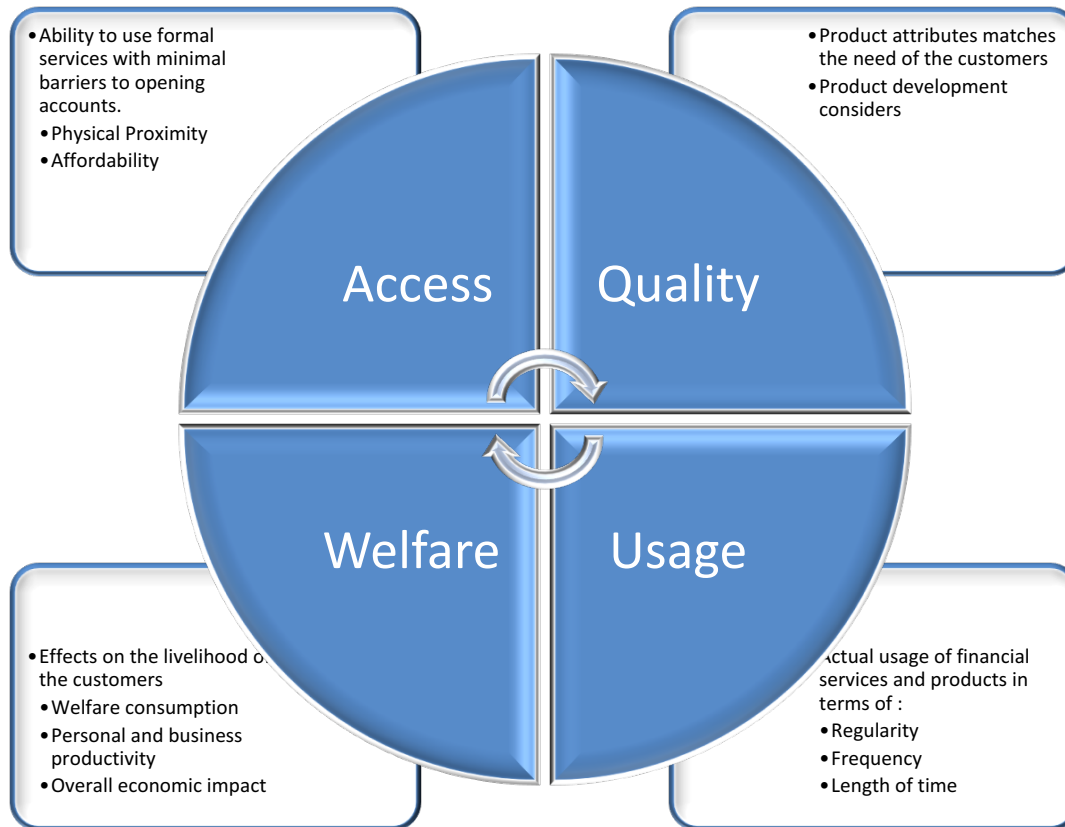 •Ability to use formal
services with minimal
barriers to opening
accounts.
•Physical Proximity
•Affordability
•Product attributes matches
the need of the customers
•Product development
considers
Access
Quality
Welfare
Usage
•Effects on the livelihood
the customers
•Welfare consumption
•Personal and business
productivity
•Overall economic impact
Actual usage of financial
services and products in
terms of :
•Regularity
•Frequency
•Length of time